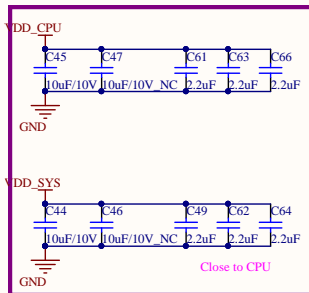 VDD_CPU
C45 C47 C61 C63 C66
10uF/10V 10uF/10V_NC 2.2uF 2.2uF 2.2uF
GND
VDD_SYS
C44 C46 C49 C62 C64
10uF/10V 10uF/10V_NC 2.2uF 2.2uF 2.2uF
Close to CPU
GND